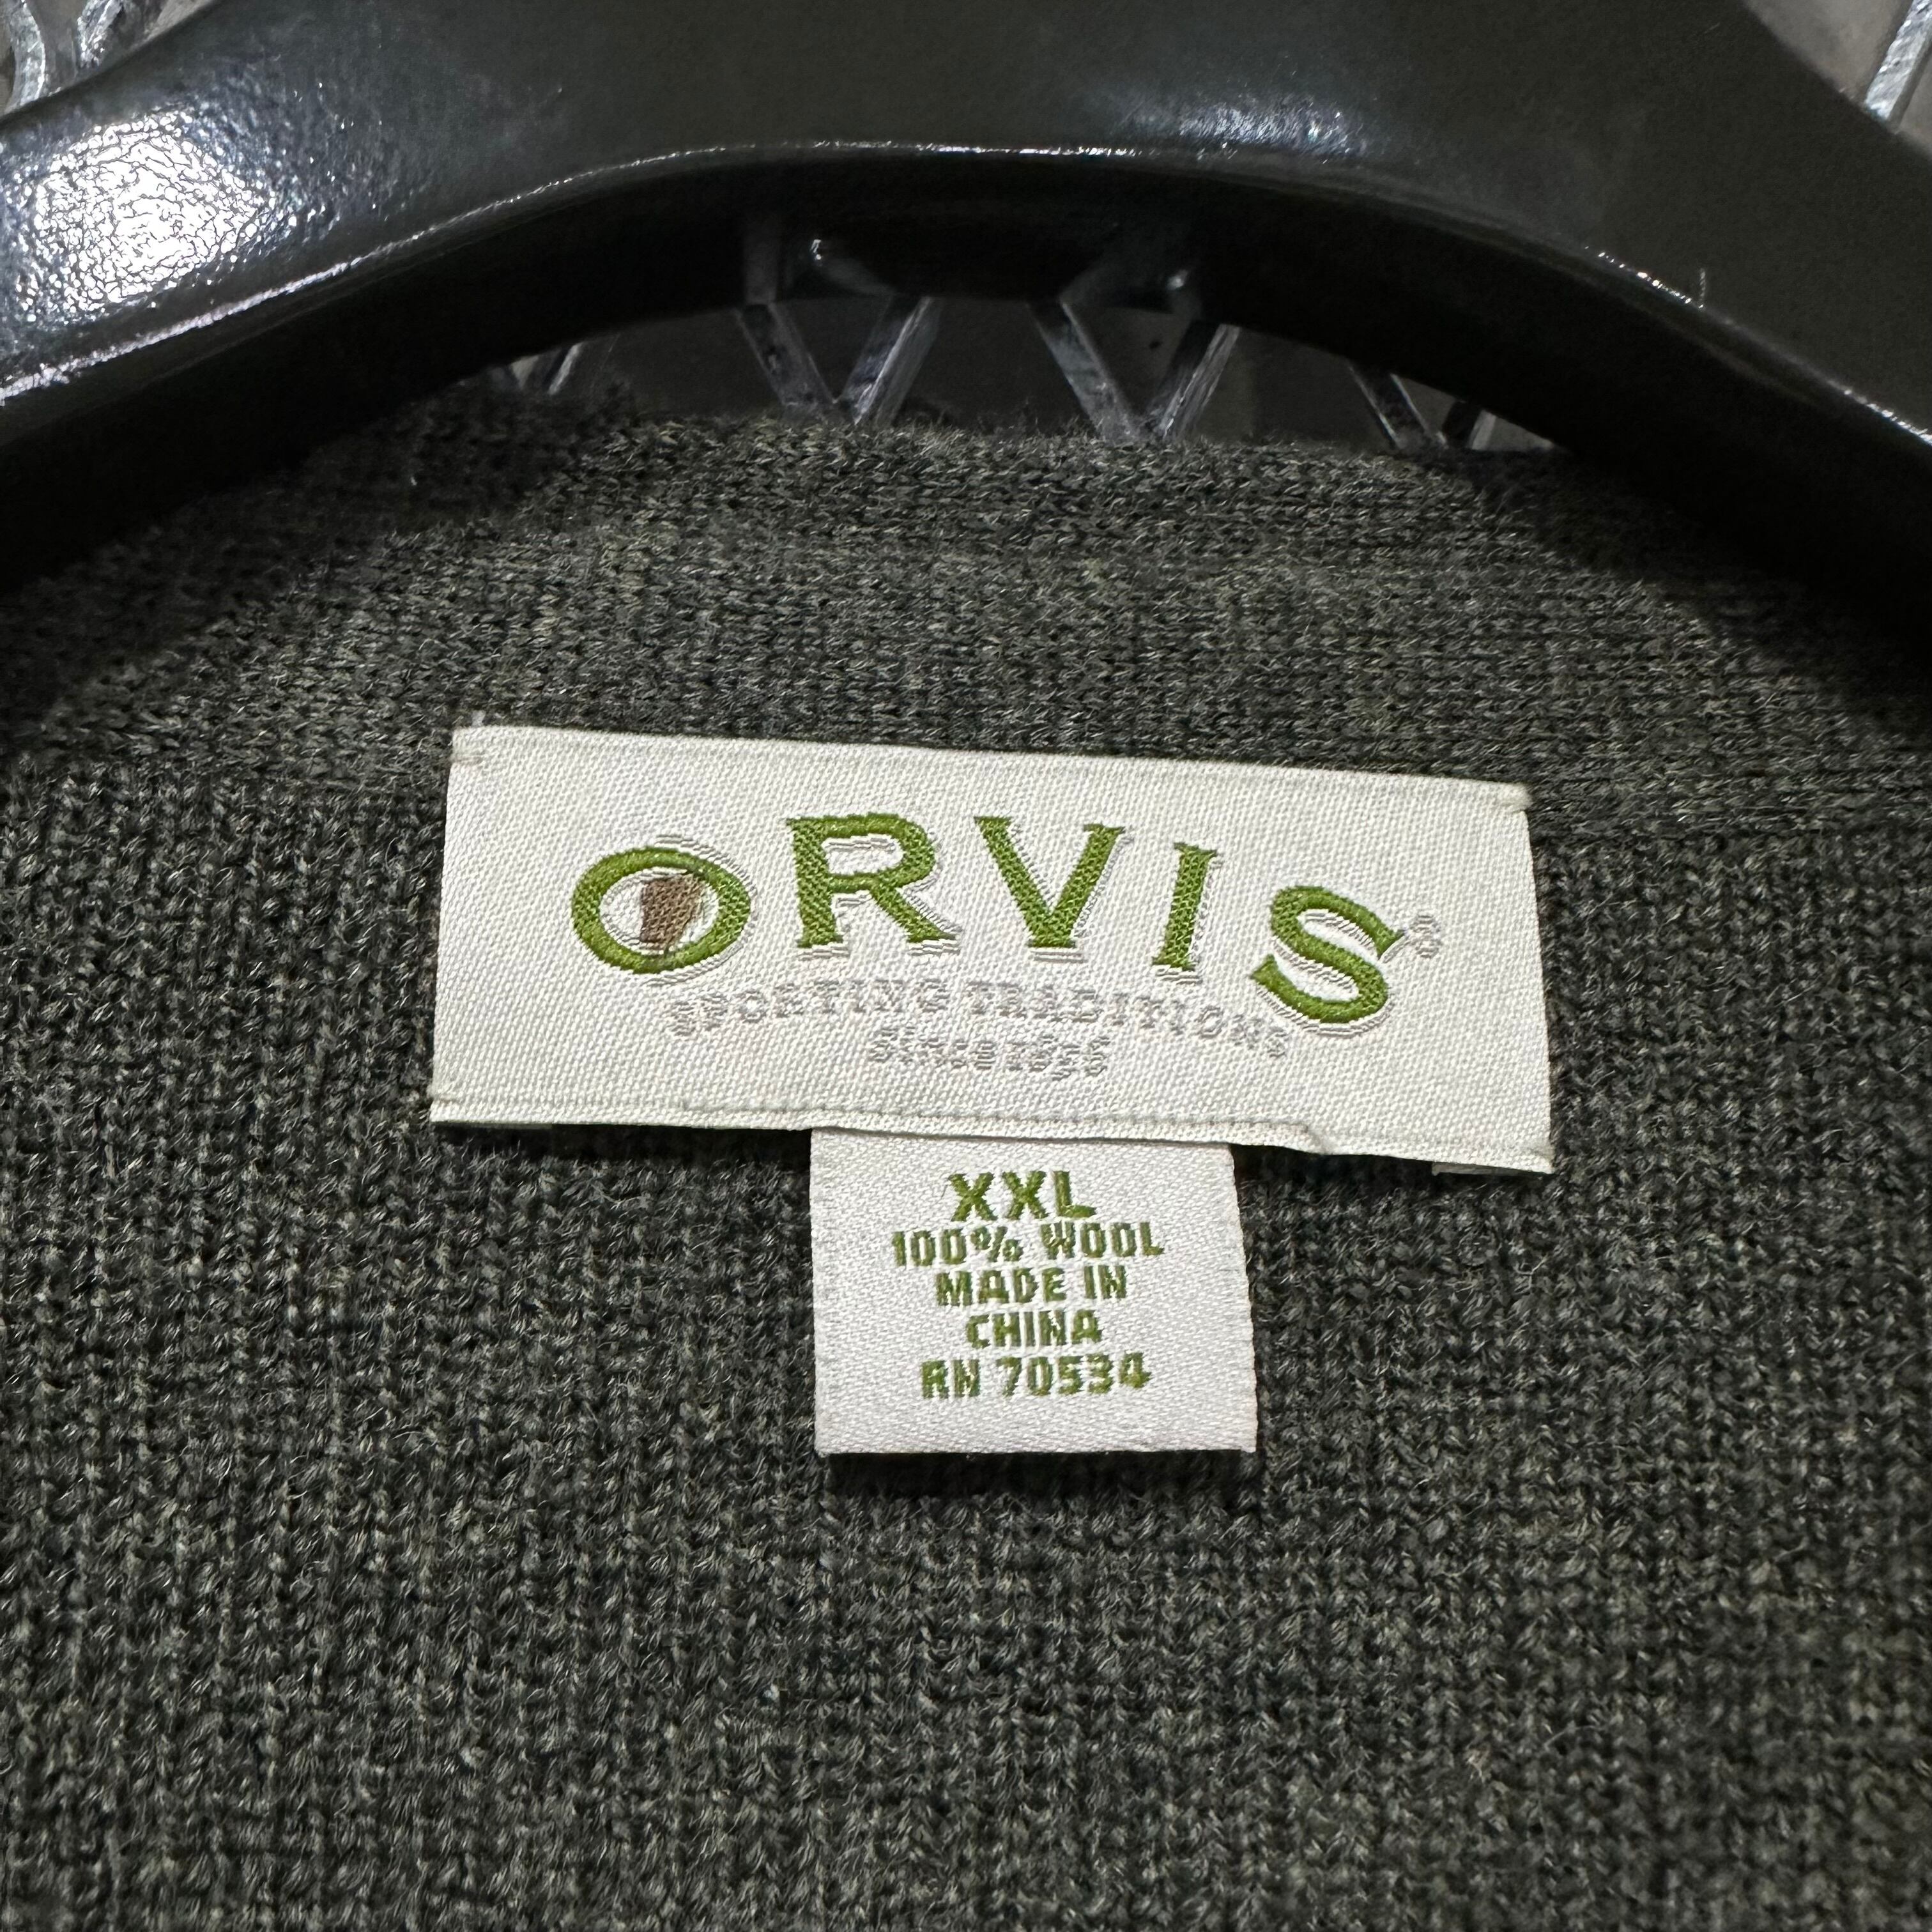 ORVIS®
SPORTING TRADITIONS
Since 1856
XXL
100% WOOL
MADE IN
CHINA
RN 70534